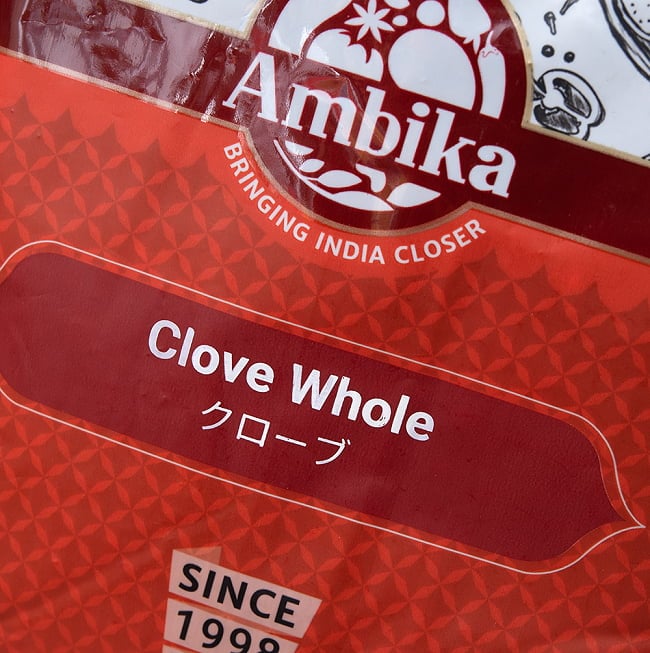 Ambika
BRINGING INDIA CLOSER
Clove Whole
クローブ
SINCE
1998